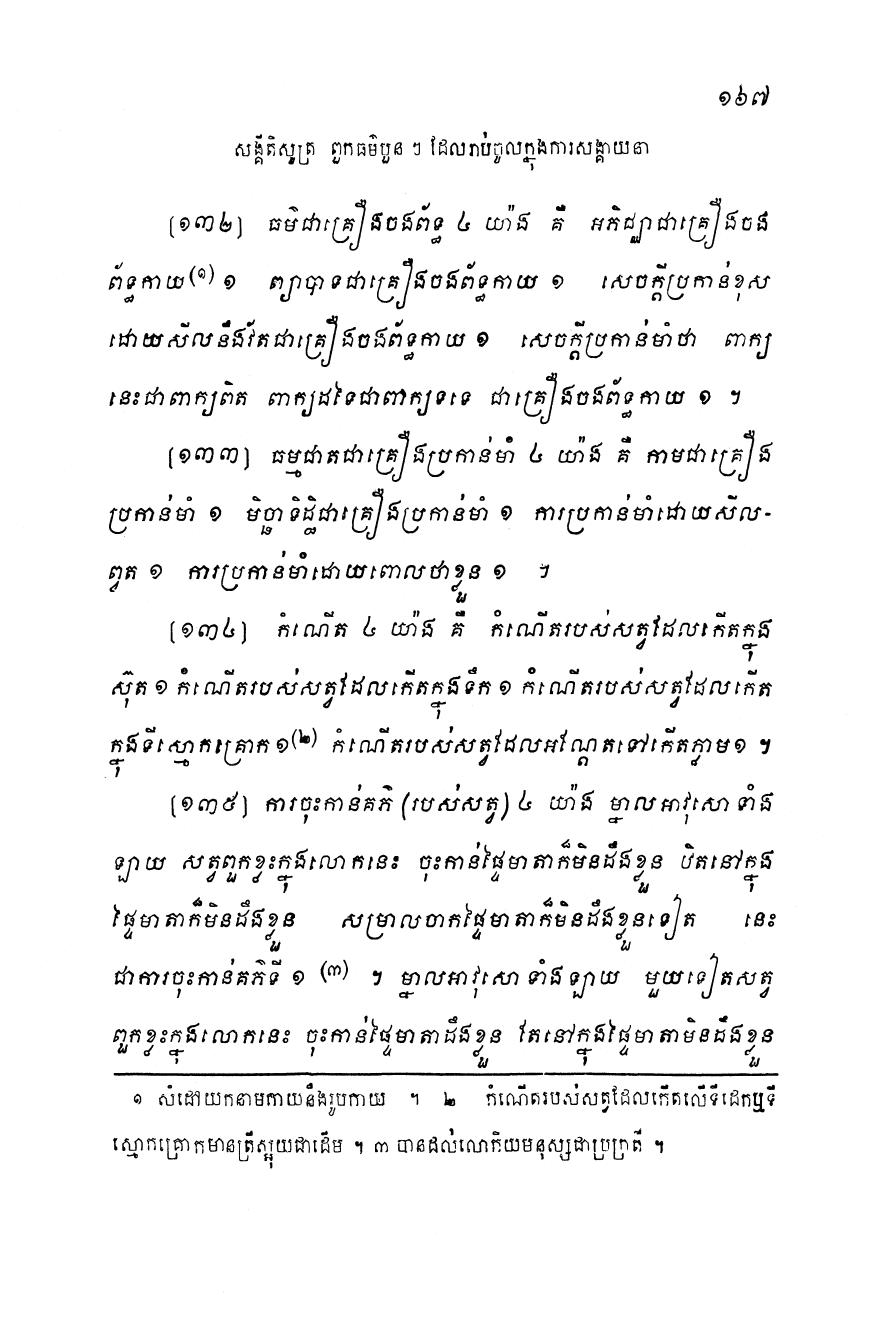 ១៦៧
សង្គីតិសូត្រ ពួកធម៌បួន ៗ ដែលរាប់ចូលក្នុងការសង្គាយនា
[១៣២] ធម៌ជាគ្រឿងចងព័ទ្ធ ៤ យ៉ាង គឺ អភិជ្ឈាជាគ្រឿងចង
ព័ទ្ធកាយ(១) ១ ព្យាបាទជាគ្រឿងចងព័ទ្ធកាយ ១ សេចក្តីប្រកាន់ខុស
ដោយសីលនឹងវ័តជាគ្រឿងចងព័ទ្ធកាយ ១ សេចក្តីប្រកាន់មាំថា ពាក្យ
នេះជាពាក្យពិត ពាក្យដទៃជាពាក្យទទេ ជាគ្រឿងចងព័ទ្ធកាយ ១ ។
[១៣៣] ធម្មជាតជាគ្រឿងប្រកាន់មាំ ៤ យ៉ាង គឺ កាមជាគ្រឿង
ប្រកាន់មាំ ១ មិច្ឆាទិដ្ឋិជាគ្រឿងប្រកាន់មាំ ១ ការប្រកាន់មាំដោយសីល-
ព្វត ១ ការប្រកាន់មាំដោយពោលថាខ្លួន ១ ។
[១៣៤] កំណើត ៤ យ៉ាង គឺ កំណើតរបស់សត្វដែលកើតក្នុង
ស៊ុត ១ កំណើតរបស់សត្វដែលកើតក្នុងទឹក ១ កំណើតរបស់សត្វដែលកើត
ក្នុងទីស្មោកគ្រោក ១(២) កំណើតរបស់សត្វដែលអណ្តែតទៅកើតភ្លាម ១ ។
[១៣៥] ការចុះកាន់គភ៌ (របស់សត្វ) ៤ យ៉ាង ម្នាលអាវុសោ ទាំង
ឡាយ សត្វពួកខ្លះក្នុងលោកនេះ ចុះកាន់ផ្ទៃមាតាក៏មិនដឹងខ្លួន ឋិតនៅក្នុង
ផ្ទៃមាតាក៏មិនដឹងខ្លួន សម្រាលចាកផ្ទៃមាតាក៏មិនដឹងខ្លួនទៀត នេះ
ជាការចុះកាន់គភ៌ទី ១ (៣) ។ ម្នាលអាវុសោ ទាំងឡាយ មួយទៀតសត្វ
ពួកខ្លះក្នុងលោកនេះ ចុះកាន់ផ្ទៃមាតាដឹងខ្លួន តែនៅក្នុងផ្ទៃមាតាមិនដឹងខ្លួន
១ សំដៅយកនាមកាយនឹងរូបកាយ ។ ២ កំណើតរបស់សត្វដែលកើតលើទីដេកឬទី
ស្មោកគ្រោកមានត្រីស្អុយជាដើម ។ ៣ បានដល់លោកិយមនុស្សជាប្រក្រតី ។